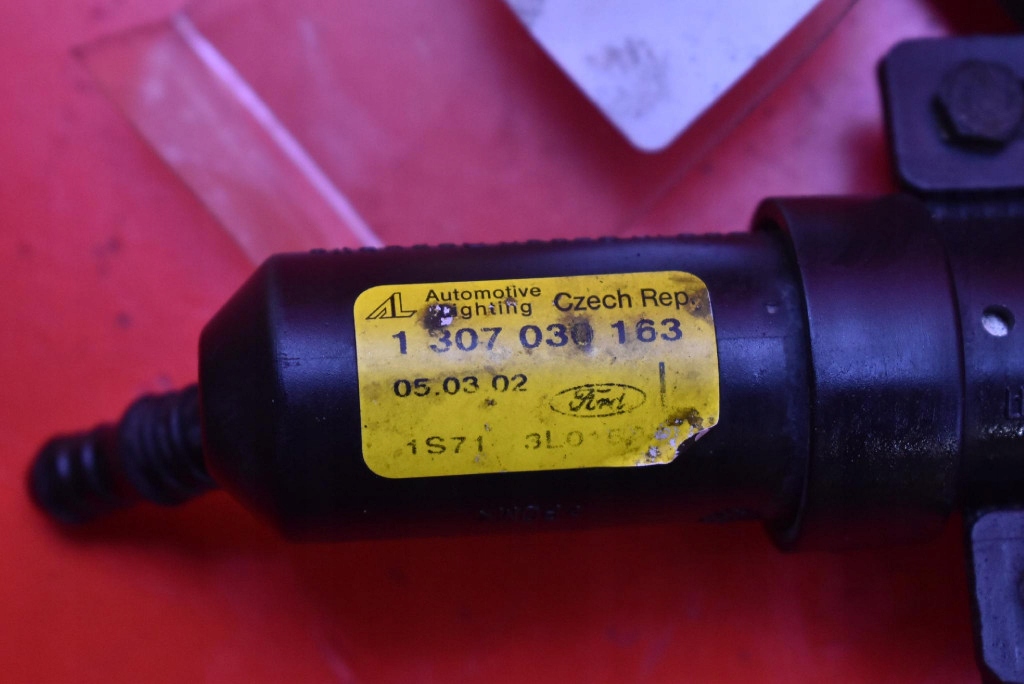 AL Automotive Lighting Czech Rep.
1 307 030 163
05.03.02 Ford
1S71